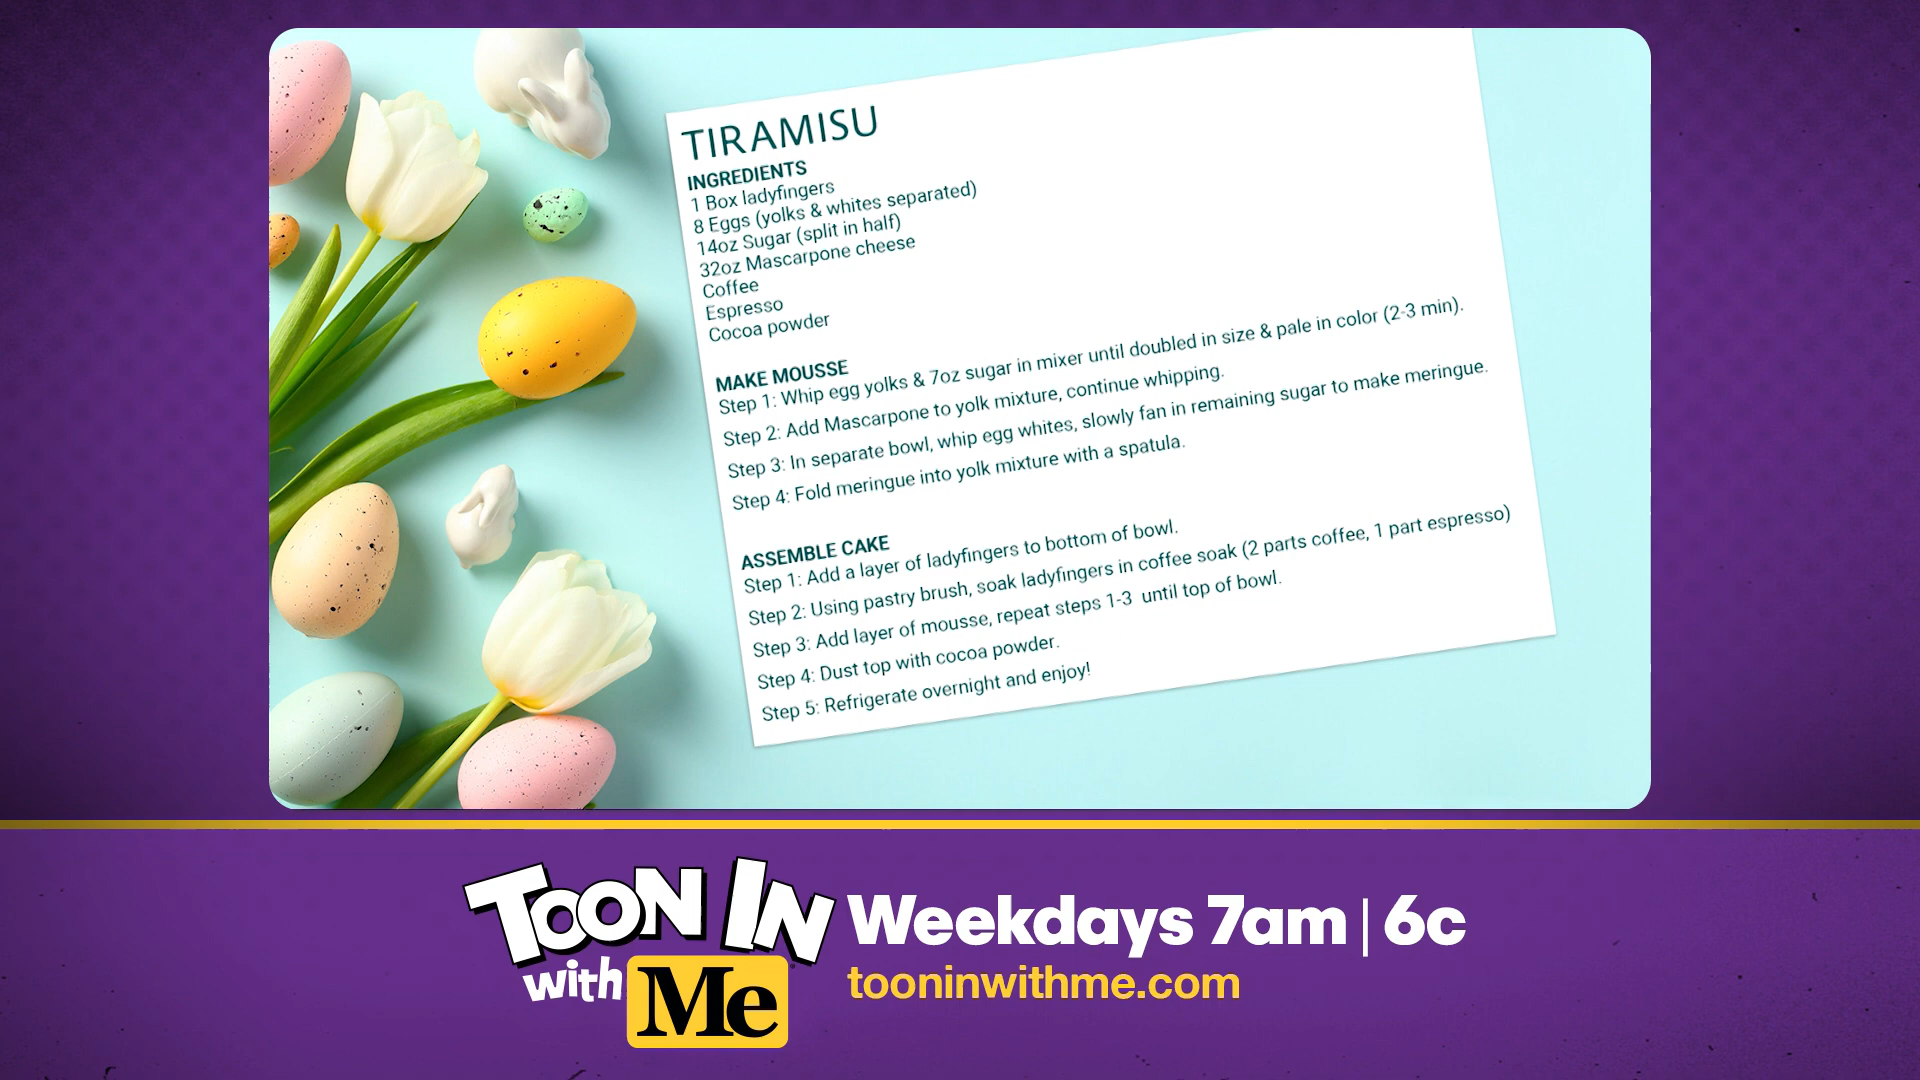 TIRAMISU
INGREDIENTS
1 Box ladyfingers
8 Eggs (yolks & whites separated)
14oz Sugar (split in half)
32oz Mascarpone cheese
Coffee
Espresso
Cocoa powder
MAKE MOUSSE
Step 1: Whip egg yolks & 7oz sugar in mixer until doubled in size & pale in color (2-3 min).
Step 2: Add Mascarpone to yolk mixture, continue whipping.
Step 3: In separate bowl, whip egg whites, slowly fan in remaining sugar to make meringue.
Step 4: Fold meringue into yolk mixture with a spatula.
ASSEMBLE CAKE
Step 1: Add a layer of ladyfingers to bottom of bowl.
Step 2: Using pastry brush, soak ladyfingers in coffee soak (2 parts coffee, 1 part espresso)
Step 3: Add layer of mousse, repeat steps 1-3 until top of bowl.
Step 4: Dust top with cocoa powder.
Step 5: Refrigerate overnight and enjoy!
TOON IN
with Me
Weekdays 7am | 6c
tooninwithme.com